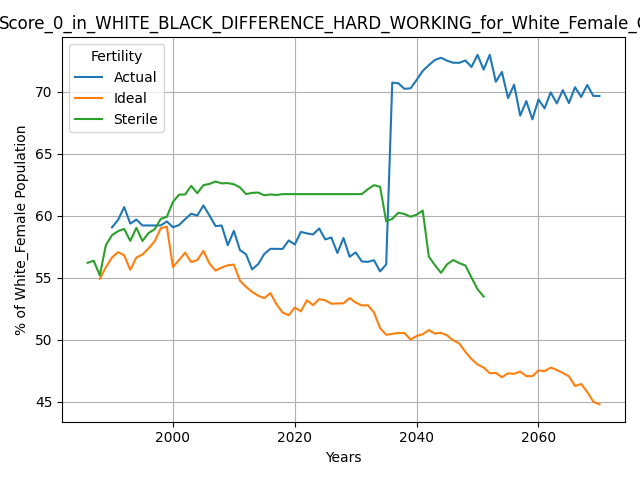 Score_0_in_WHITE_BLACK_DIFFERENCE_HARD_WORKING_for_White_Female_
Fertility
Actual
Ideal
Sterile
% of White_Female Population
70
65
60
55
50
45
2000
2020
2040
2060
Years